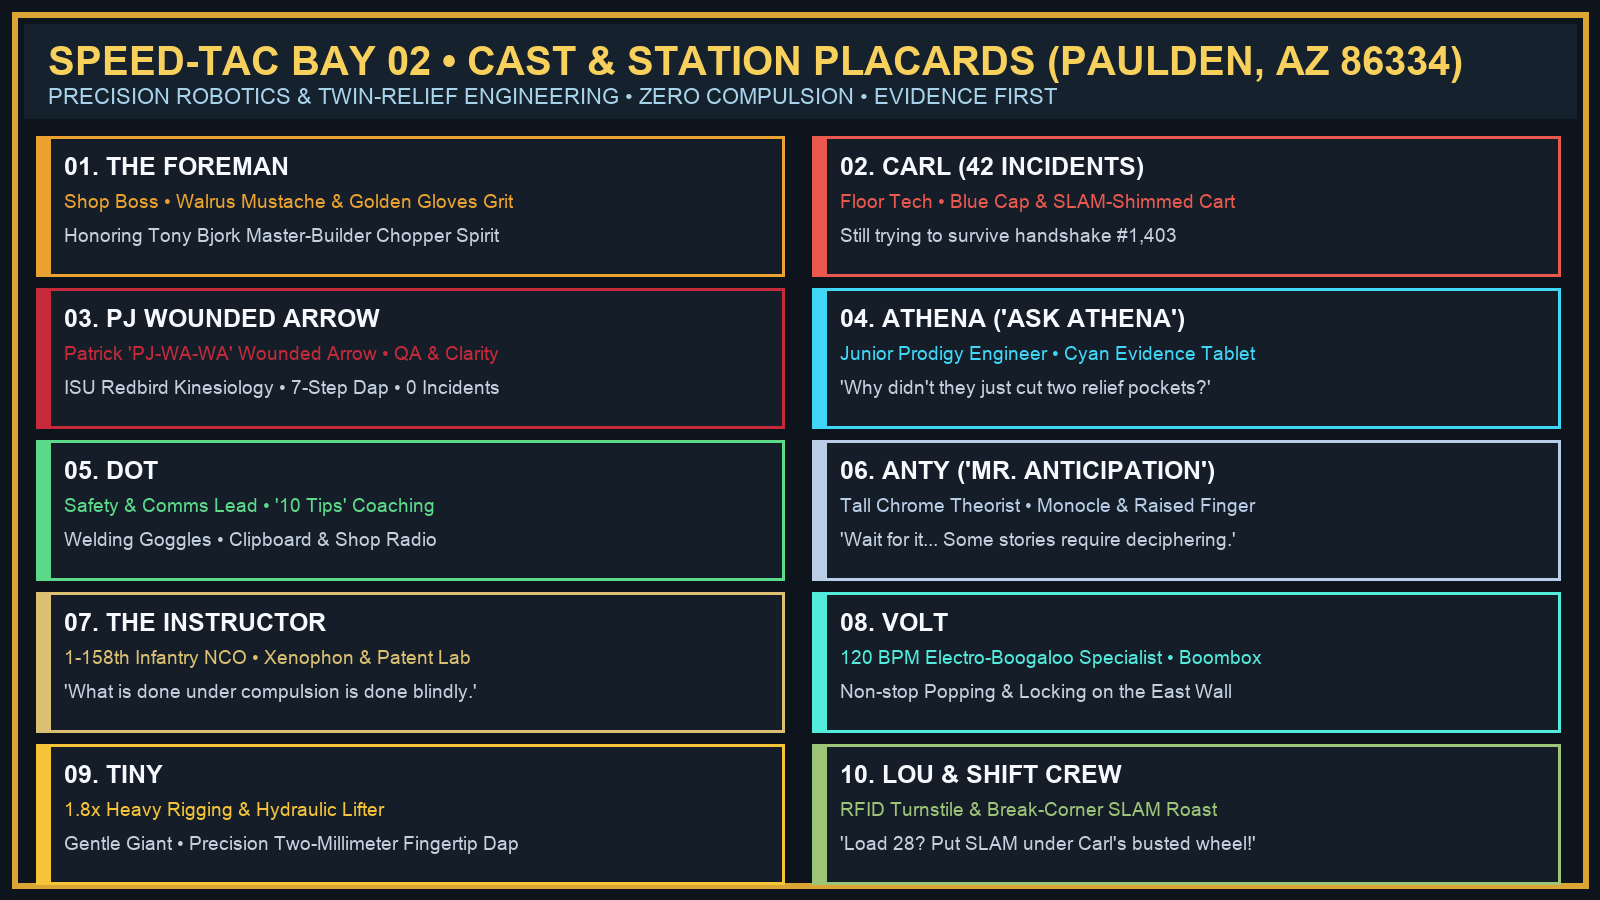 SPEED-TAC BAY 02 • CAST & STATION PLACARDS (PAULDEN, AZ 86334)
PRECISION ROBOTICS & TWIN-RELIEF ENGINEERING • ZERO COMPULSION • EVIDENCE FIRST
01. THE FOREMAN
Shop Boss • Walrus Mustache & Golden Gloves Grit
Honoring Tony Bjork Master-Builder Chopper Spirit
02. CARL (42 INCIDENTS)
Floor Tech • Blue Cap & SLAM-Shimmed Cart
Still trying to survive handshake #1,403
03. PJ WOUNDED ARROW
Patrick 'PJ-WA-WA' Wounded Arrow • QA & Clarity
ISU Redbird Kinesiology • 7-Step Dap • 0 Incidents
04. ATHENA ('ASK ATHENA')
Junior Prodigy Engineer • Cyan Evidence Tablet
'Why didn't they just cut two relief pockets?'
05. DOT
Safety & Comms Lead • '10 Tips' Coaching
Welding Goggles • Clipboard & Shop Radio
06. ANTY ('MR. ANTICIPATION')
Tall Chrome Theorist • Monocle & Raised Finger
'Wait for it... Some stories require deciphering.'
07. THE INSTRUCTOR
1-158th Infantry NCO • Xenophon & Patent Lab
'What is done under compulsion is done blindly.'
08. VOLT
120 BPM Electro-Boogaloo Specialist • Boombox
Non-stop Popping & Locking on the East Wall
09. TINY
1.8x Heavy Rigging & Hydraulic Lifter
Gentle Giant • Precision Two-Millimeter Fingertip Dap
10. LOU & SHIFT CREW
RFID Turnstile & Break-Corner SLAM Roast
'Load 28? Put SLAM under Carl's busted wheel!'